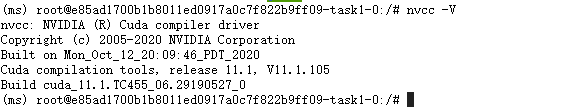 (ms) root@e85ad1700b1b8011ed0917a0c7f822b9ff09-task1-0:/# nvcc -V
nvcc: NVIDIA (R) Cuda compiler driver
Copyright (c) 2005-2020 NVIDIA Corporation
Built on Mon_Oct_12_20:09:46_PDT_2020
Cuda compilation tools, release 11.1, V11.1.105
Build cuda_11.1.TC455_06.29190527_0
(ms) root@e85ad1700b1b8011ed0917a0c7f822b9ff09-task1-0:/#